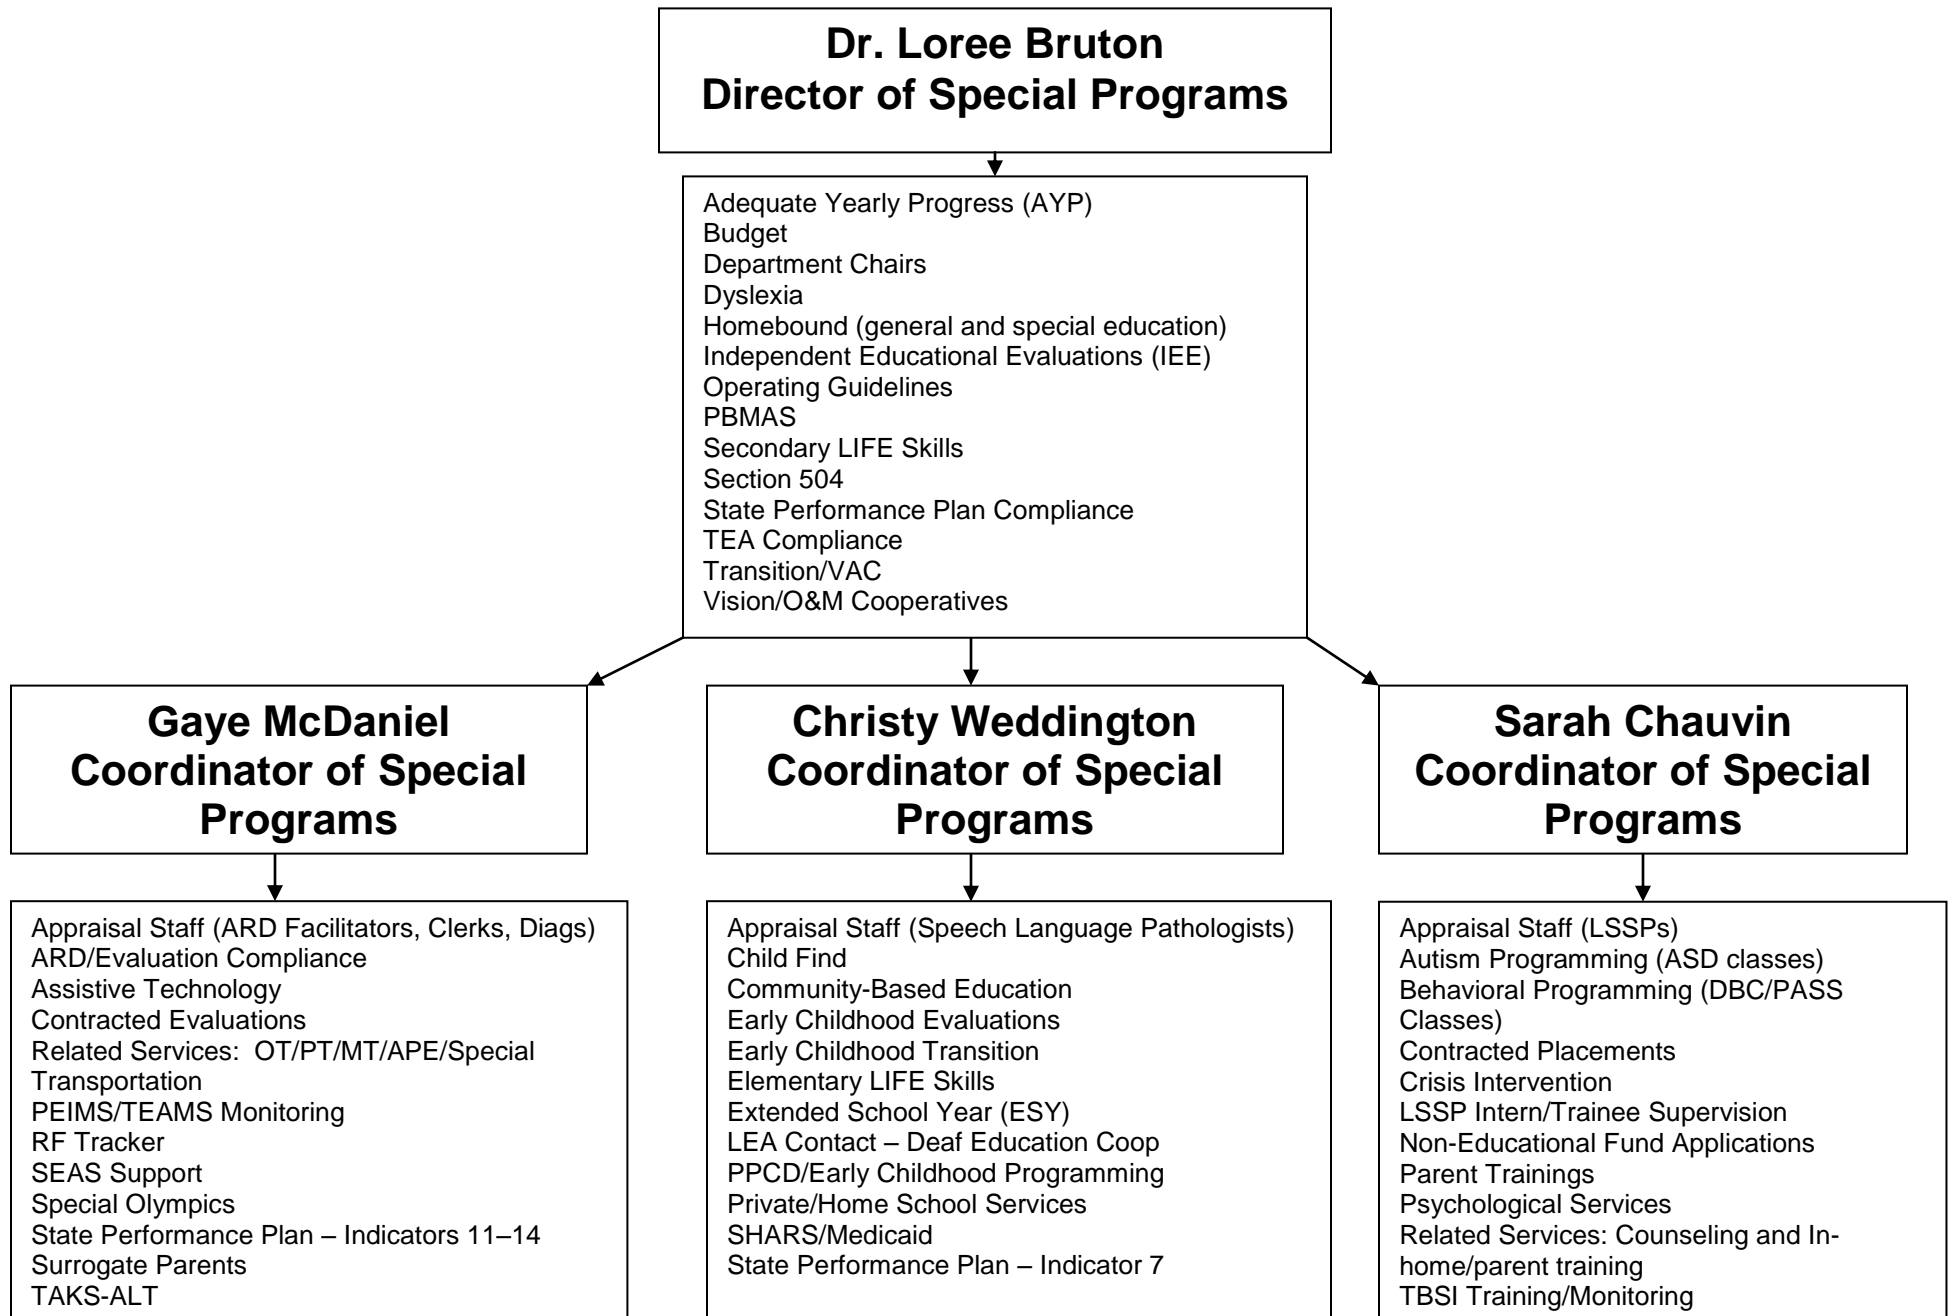 Dr. Loree Bruton
Director of Special Programs
Adequate Yearly Progress (AYP)
Budget
Department Chairs
Dyslexia
Homebound (general and special education)
Independent Educational Evaluations (IEE)
Operating Guidelines
PBMAS
Secondary LIFE Skills
Section 504
State Performance Plan Compliance
TEA Compliance
Transition/VAC
Vision/O&M Cooperatives
Gaye McDaniel
Coordinator of Special
Programs
Christy Weddington
Coordinator of Special
Programs
Sarah Chauvin
Coordinator of Special
Programs
Appraisal Staff (ARD Facilitators, Clerks, Diags)
ARD/Evaluation Compliance
Assistive Technology
Contracted Evaluations
Related Services:  OT/PT/MT/APE/Special
Transportation
PEIMS/TEAMS Monitoring
RF Tracker
SEAS Support
Special Olympics
State Performance Plan – Indicators 11–14
Surrogate Parents
TAKS-ALT
Appraisal Staff (Speech Language Pathologists)
Child Find
Community-Based Education
Early Childhood Evaluations
Early Childhood Transition
Elementary LIFE Skills
Extended School Year (ESY)
LEA Contact – Deaf Education Coop
PPCD/Early Childhood Programming
Private/Home School Services
SHARS/Medicaid
State Performance Plan – Indicator 7
Appraisal Staff (LSSPs)
Autism Programming (ASD classes)
Behavioral Programming (DBC/PASS
Classes)
Contracted Placements
Crisis Intervention
LSSP Intern/Trainee Supervision
Non-Educational Fund Applications
Parent Trainings
Psychological Services
Related Services: Counseling and In-
home/parent training
TBSI Training/Monitoring